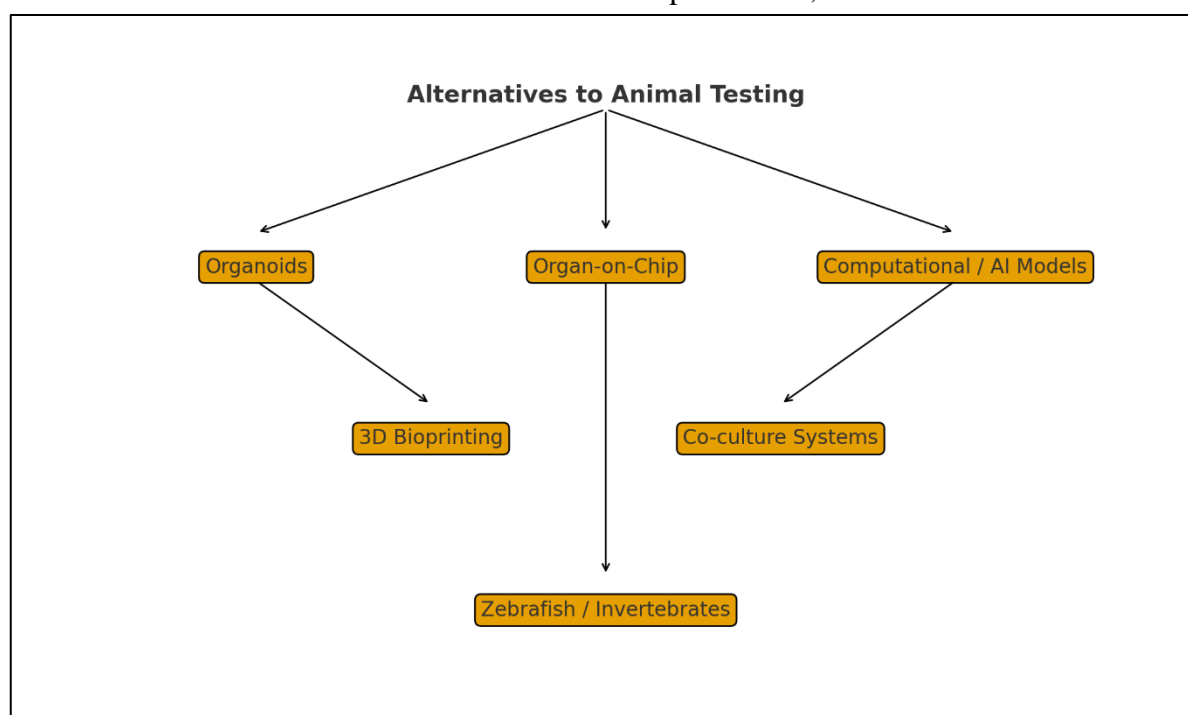 Alternatives to Animal Testing
Organoids
Organ-on-Chip
Computational / AI Models
3D Bioprinting
Co-culture Systems
Zebrafish / Invertebrates